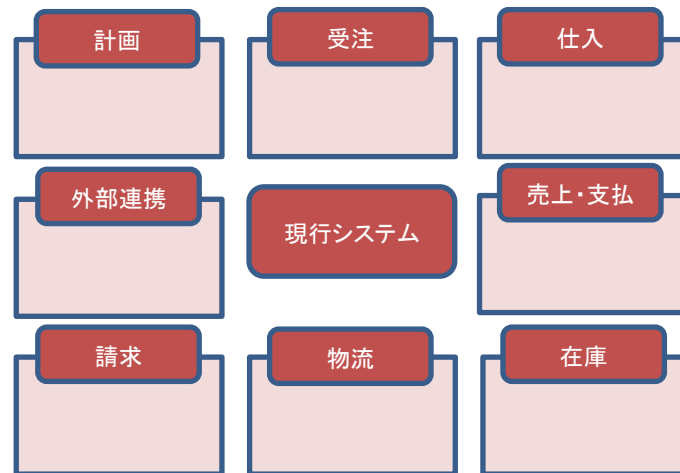 計画
受注
仕入
外部連携
現行システム
売上・支払
請求
物流
在庫